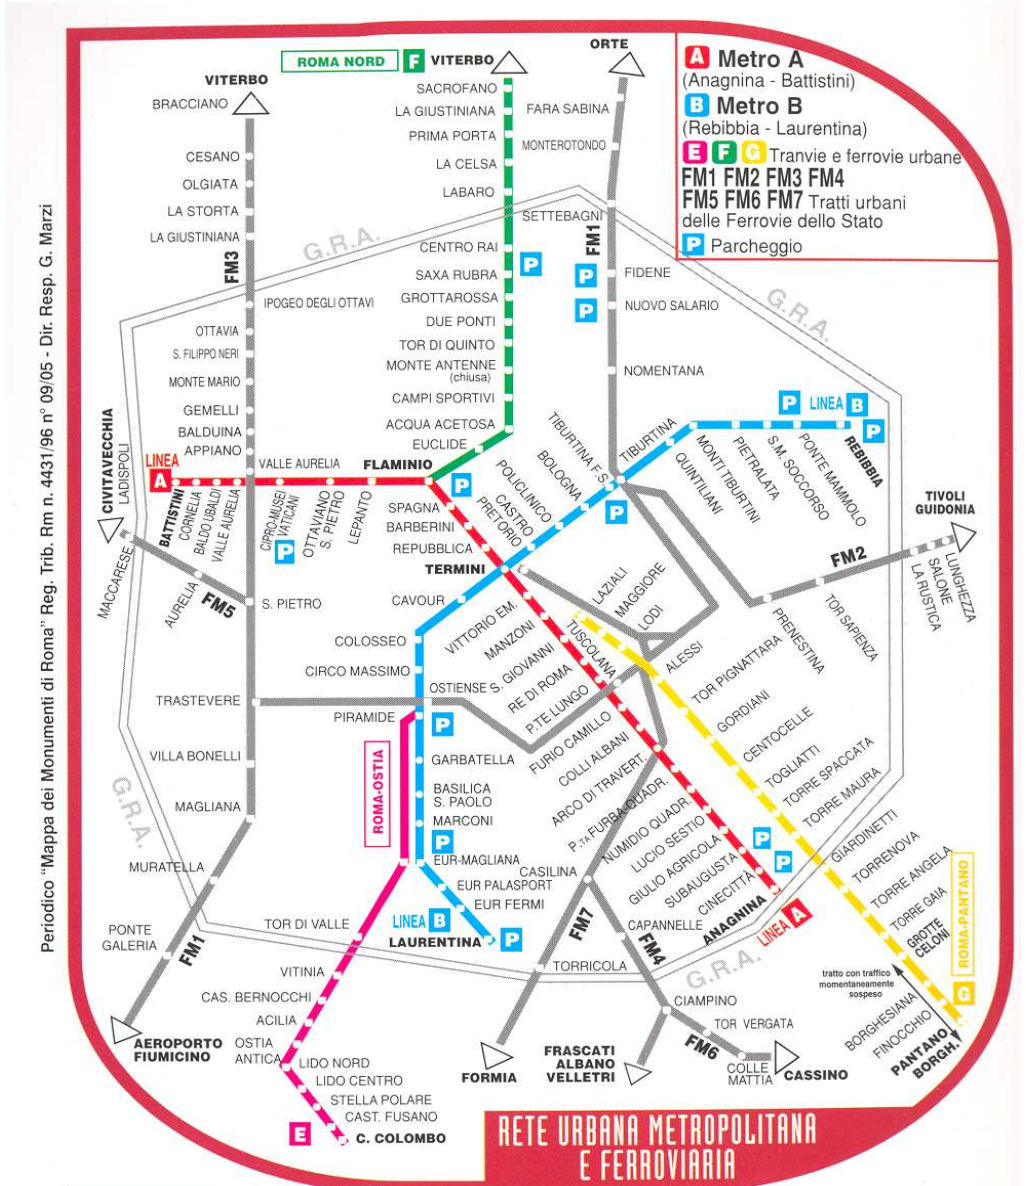 Periodico "Mappa dei Monumenti di Roma" Reg. Trib. Rm n. 4431/96 n° 09/05 - Dir. Resp. G. Marzi
A Metro A
(Anagnina - Battistini)
B Metro B
(Rebibbia - Laurentina)
E F G Tranvie e ferrovie urbane
FM1 FM2 FM3 FM4
FM5 FM6 FM7 Tratti urbani
delle Ferrovie dello Stato
P Parcheggio
ROMA NORD F VITERBO
ORTE
VITERBO
BRACCIANO
CESANO
OLGIATA
LA STORTA
LA GIUSTINIANA
FM3
IPOGEO DEGLI OTTAVI
OTTAVIA
S. FILIPPO NERI
MONTE MARIO
GEMELLI
BALDUINA
APPIANO
VALLE AURELIA
SACROFANO
LA GIUSTINIANA
PRIMA PORTA
LA CELSA
LABARO
CENTRO RAI
SAXA RUBRA
P
GROTTAROSSA
DUE PONTI
TOR DI QUINTO
MONTE ANTENNE
(chiusa)
CAMPI SPORTIVI
ACQUA ACETOSA
EUCLIDE
FLAMINIO
FARA SABINA
MONTEROTONDO
SETTEBAGNI
FM1
P
FIDENE
P
NUOVO SALARIO
NOMENTANA
G.R.A.
G.R.A.
G.R.A.
G.R.A.
P LINEA B
P
REBIBBIA
PONTE MAMMOLO
S.M. SOCCORSO
PIETRALATA
MONTI TIBURTINI
QUINTILIANI
TIBURTINA
TIBURTINA F.S.
BOLOGNA
POLICLINICO
CASTRO
PRETORIO
P
P
LINEA
A
BATTISTINI
CORNELIA
BALDO UBALDI
VALLE AURELIA
CIPRO-MUSEI
VATICANI
P
OTTAVIANO
S. PIETRO
LEPANTO
SPAGNA
BARBERINI
REPUBBLICA
TERMINI
CAVOUR
COLOSSEO
CIRCO MASSIMO
PIRAMIDE
P
GARBATELLA
BASILICA
S. PAOLO
MARCONI
P
EUR-MAGLIANA
EUR PALASPORT
EUR FERMI
LINEA B
LAURENTINA
P
CIVITAVECCHIA
LADISPOLI
MACCARESE
AURELIA
FM5
S. PIETRO
TRASTEVERE
OSTIENSE
VILLA BONELLI
MAGLIANA
MURATELLA
PONTE
GALERIA
FM1
AEROPORTO
FIUMICINO
TIVOLI
GUIDONIA
LUNGHEZZA
SALONE
LA RUSTICA
FM2
TOR SAPIENZA
PRENESTINA
VITTORIO EM.
MANZONI
S. GIOVANNI
RE DI ROMA
P.TE LUNGO
FURIO CAMILLO
COLLI ALBANI
ARCO DI TRAVERT.
P.TA FURBA-QUADR.
NUMIDIO QUADR.
LUCIO SESTIO
GIULIO AGRICOLA
SUBAUGUSTA
CINECITTÀ
ANAGNINA
LINEA A
P
P
TUSCOLANA
LAZIALI
MAGGIORE
LODI
ALESSI
TOR PIGNATTARA
GORDIANI
CENTOCELLE
TOGLIATTI
TORRE SPACCATA
TORRE MAURA
GIARDINETTI
TORRENOVA
TORRE ANGELA
TORRE GAIA
GROTTE
CELONI
ROMA-PANTANO
G
tratto con traffico
momentaneamente
sospeso
BORGHESIANA
FINOCCHIO
PANTANO
BORGH.
ROMA-OSTIA
TOR DI VALLE
VITINIA
CAS. BERNOCCHI
ACILIA
OSTIA
ANTICA
LIDO NORD
LIDO CENTRO
STELLA POLARE
CAST. FUSANO
E
C. COLOMBO
CASILINA
FM7
TORRICOLA
FORMIA
CAPANNELLE
FM4
CIAMPINO
TOR VERGATA
FM6
COLLE
MATTIA
CASSINO
FRASCATI
ALBANO
VELLETRI
RETE URBANA METROPOLITANA
E FERROVIARIA